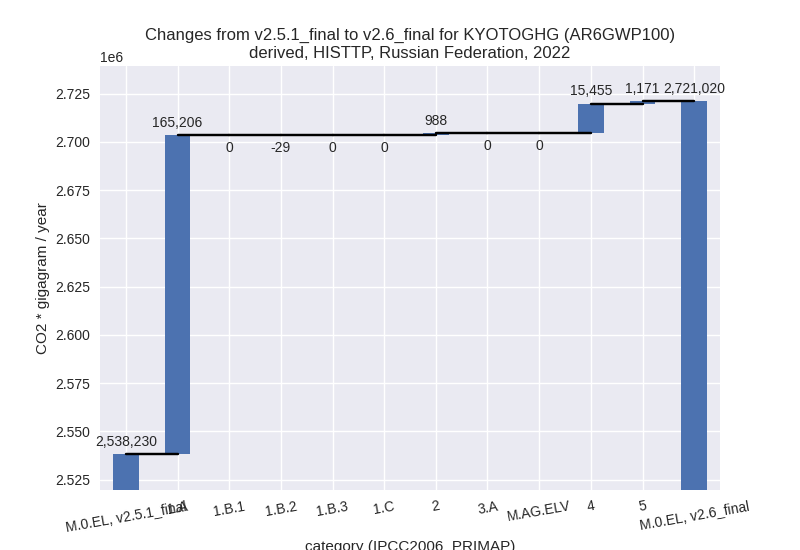 Changes from v2.5.1_final to v2.6_final for KYOTOGHG (AR6GWP100)
derived, HISTTP, Russian Federation, 2022
1e6
2.725
2.700
2.675
2.650
2.625
2.600
2.575
2.550
2.525
CO2 * gigagram / year
2,538,230
165,206
0
-29
0
0
988
0
0
15,455
1,171
2,721,020
M.0.EL, v2.5.1_final
1.A
1.B.1
1.B.2
1.B.3
1.C
2
3.A
M.AG.ELV
4
5
M.0.EL, v2.6_final
category (IPCC2006_PRIMAP)